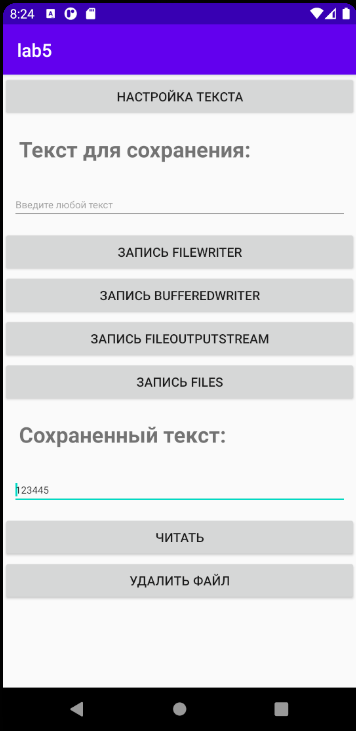 8:24
lab5
НАСТРОЙКА ТЕКСТА
Текст для сохранения:
Введите любой текст
ЗАПИСЬ FILEWRITER
ЗАПИСЬ BUFFEREDWRITER
ЗАПИСЬ FILEOUTPUTSTREAM
ЗАПИСЬ FILES
Сохраненный текст:
123445
ЧИТАТЬ
УДАЛИТЬ ФАЙЛ